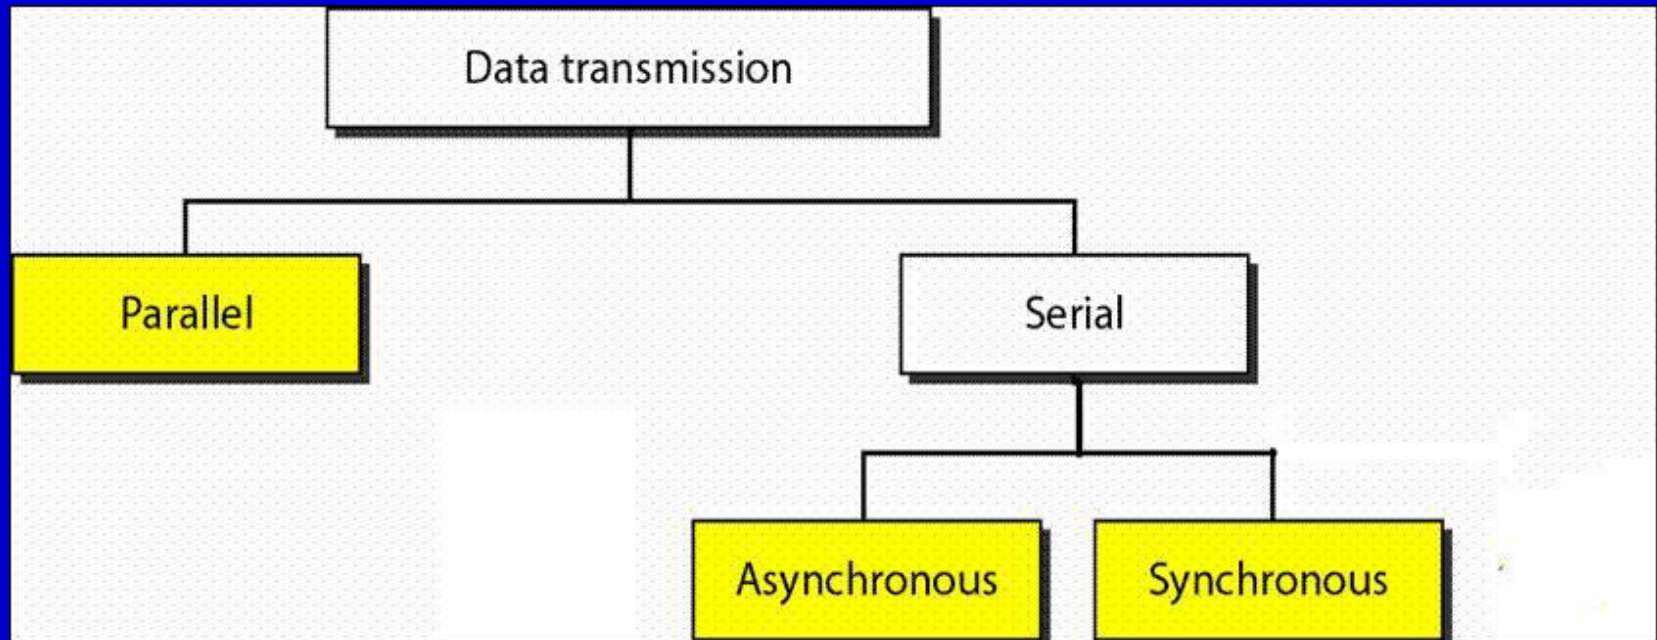 Data transmission
Parallel
Serial
Asynchronous
Synchronous